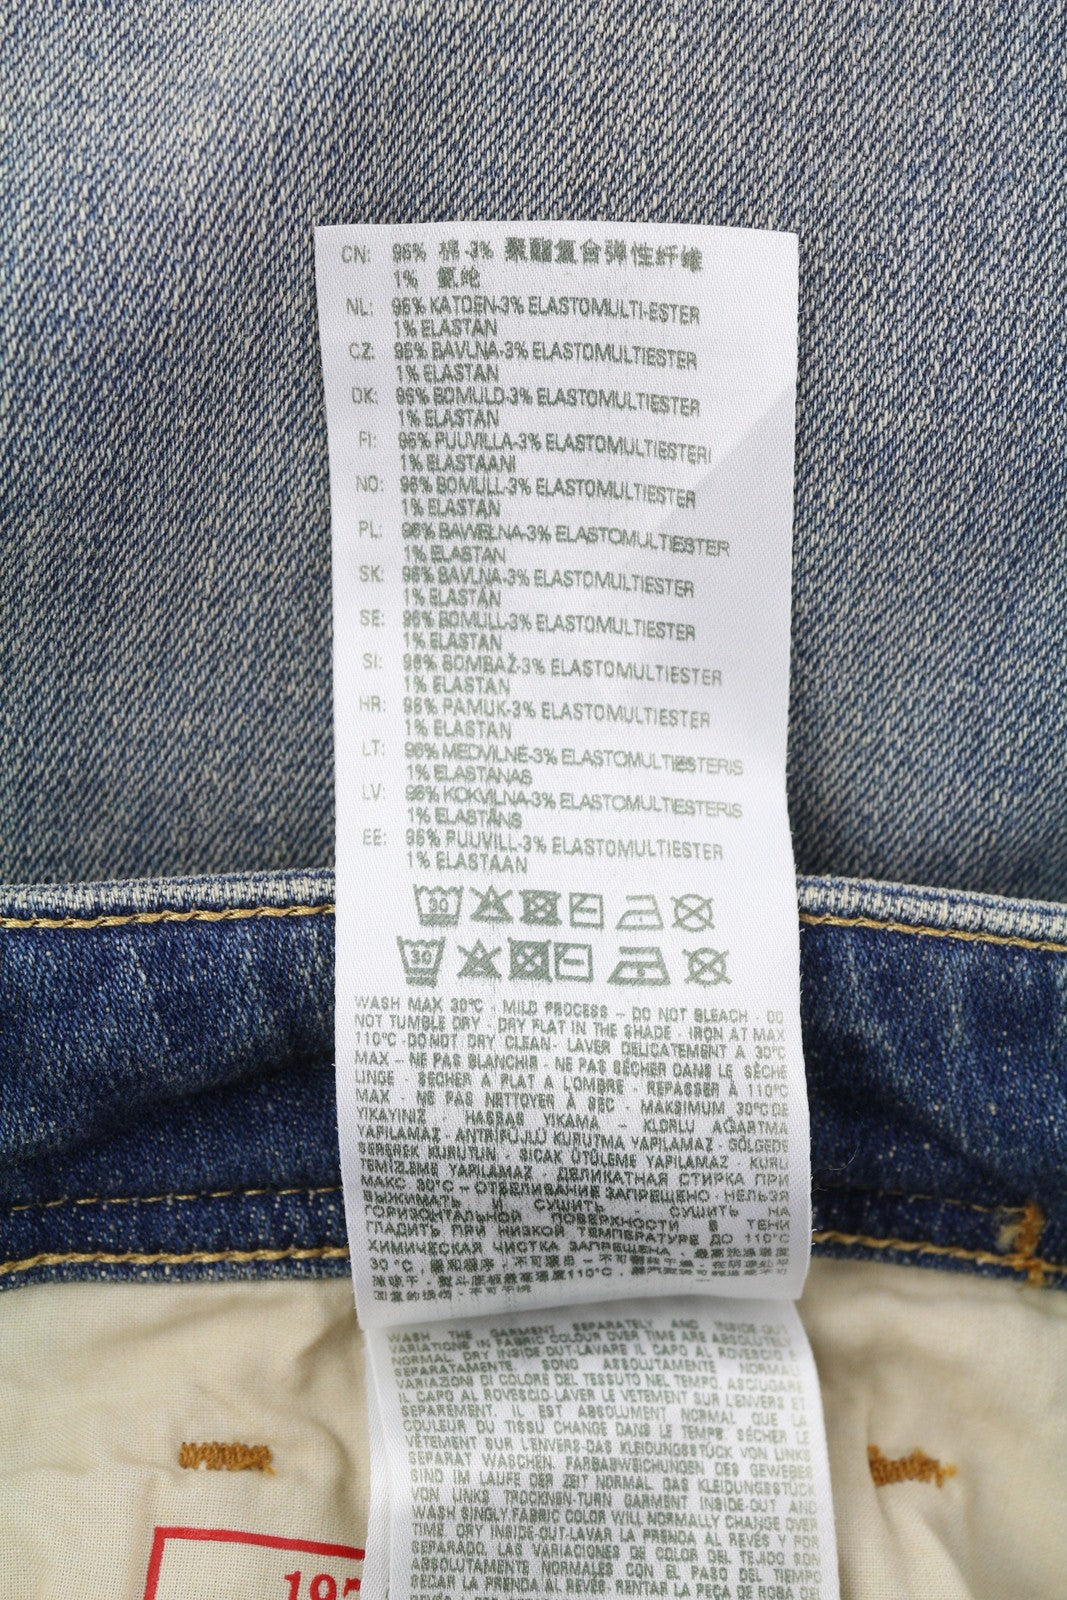 CN: 96% 棉-3% 聚酯复合弹性纤维
1% 氨纶
NL: 96% KATOEN-3% ELASTOMULTI-ESTER
1% ELASTAN
CZ: 96% BAVLNA-3% ELASTOMULTIESTER
1% ELASTAN
DK: 96% BOMULD-3% ELASTOMULTIESTER
1% ELASTAN
FI: 96% PUUVILLA-3% ELASTOMULTIESTERI
1% ELASTAANI
NO: 96% BOMULL-3% ELASTOMULTIESTER
1% ELASTAN
PL: 96% BAWEŁNA-3% ELASTOMULTIESTER
1% ELASTAN
SK: 96% BAVLNA-3% ELASTOMULTIESTER
1% ELASTAN
SE: 96% BOMULL-3% ELASTOMULTIESTER
1% ELASTAN
SI: 96% BOMBAŽ-3% ELASTOMULTIESTER
1% ELASTAN
HR: 96% PAMUK-3% ELASTOMULTIESTER
1% ELASTAN
LT: 96% MEDVILNĖ-3% ELASTOMULTIESTERIS
1% ELASTANAS
LV: 96% KOKVILNA-3% ELASTOMULTIESTERIS
1% ELASTĀNS
EE: 96% PUUVILL-3% ELASTOMULTIESTER
1% ELASTAAN
30
30
WASH MAX 30°C - MILD PROCESS - DO NOT BLEACH - DO
NOT TUMBLE DRY - DRY FLAT IN THE SHADE - IRON AT MAX
110°C -DO NOT DRY CLEAN- LAVER DELICATEMENT A 30°C
MAX - NE PAS BLANCHIR - NE PAS SÉCHER DANS LE SÈCHE
LINGE - SÉCHER A PLAT A L'OMBRE - REPASSER À 110°C
MAX - NE PAS NETTOYER À SEC - MAKSIMUM 30°C DE
YIKAYINIZ - HASSAS YIKAMA - KLORLU AĞARTMA
YAPILAMAZ - ANTRIFUJLU KURUTMA YAPILAMAZ - GÖLGEDE
SEREREK KURUTUN - SICAK ÜTÜLEME YAPILAMAZ - KURU
TEMİZLEME YAPILAMAZ - ДЕЛИКАТНАЯ СТИРКА ПРИ
МАКС 30°C - ОТБЕЛИВАНИЕ ЗАПРЕЩЕНО - НЕЛЬЗЯ
ВЫЖИМАТЬ И СУШИТЬ - СУШИТЬ НА
ГОРИЗОНТАЛЬНОЙ ПОВЕРХНОСТИ В ТЕНИ
ГЛАДИТЬ ПРИ НИЗКОЙ ТЕМПЕРАТУРЕ ДО 110°C
ХИМИЧЕСКАЯ ЧИСТКА ЗАПРЕЩЕНА - 最高洗涤温度
30 °C
110°C
WASH THE GARMENT SEPARATELY AND INSIDE-OUT
VARIATIONS IN FABRIC COLOUR OVER TIME ARE ABSOLUTELY
NORMAL. DRY INSIDE-OUT-LAVARE IL CAPO AL ROVESCIO E
SEPARATAMENTE. SONO ASSOLUTAMENTE NORMALI
VARIAZIONI DI COLORE DEL TESSUTO NEL TEMPO. ASCIUGARE
IL CAPO AL ROVESCIO-LAVER LE VETEMENT SUR L'ENVERS ET
SEPAREMENT. IL EST ABSOLUMENT NORMAL QUE LA
COULEUR DU TISSU CHANGE DANS LE TEMPS. SÉCHER LE
VÊTEMENT SUR L'ENVERS-DAS KLEIDUNGSSTÜCK VON LINKS
SEPARAT WASCHEN. FARBABWEICHUNGEN DES GEWEBES
SIND IM LAUFE DER ZEIT NORMAL. DAS KLEIDUNGSSTÜCK
VON LINKS TROCKNEN-TURN GARMENT INSIDE-OUT AND
WASH SINGLY.FABRIC COLOR WILL NORMALLY CHANGE OVER
TIME. DRY INSIDE-OUT-LAVAR LA PRENDA AL REVÉS Y POR
SEPARADO. LAS VARIACIONES DE COLOR DEL TEJIDO SON
ABSOLUTAMENTE NORMALES CON EL PASO DEL TIEMPO
SECAR LA PRENDA AL REVÉS- RENTAR LA PEÇA DE ROBA DEL